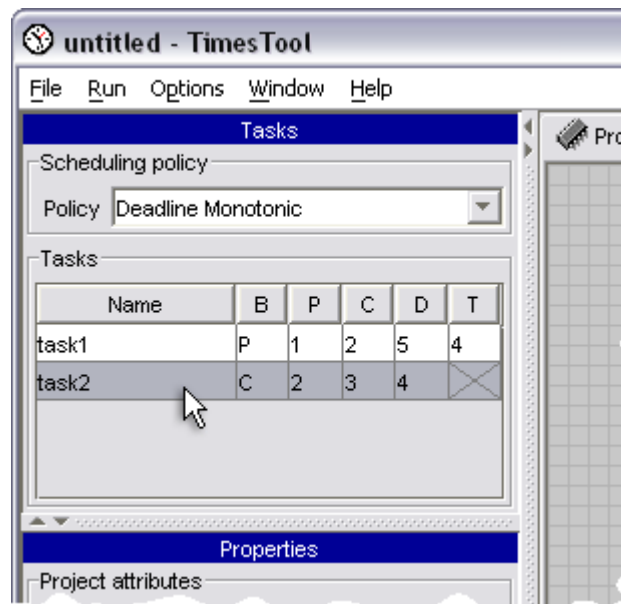 untitled - TimesTool
File Run Options Window Help
Tasks
Scheduling policy
Policy Deadline Monotonic
Tasks
Name B P C D T
task1 P 1 2 5 4
task2 C 2 3 4
Properties
Project attributes